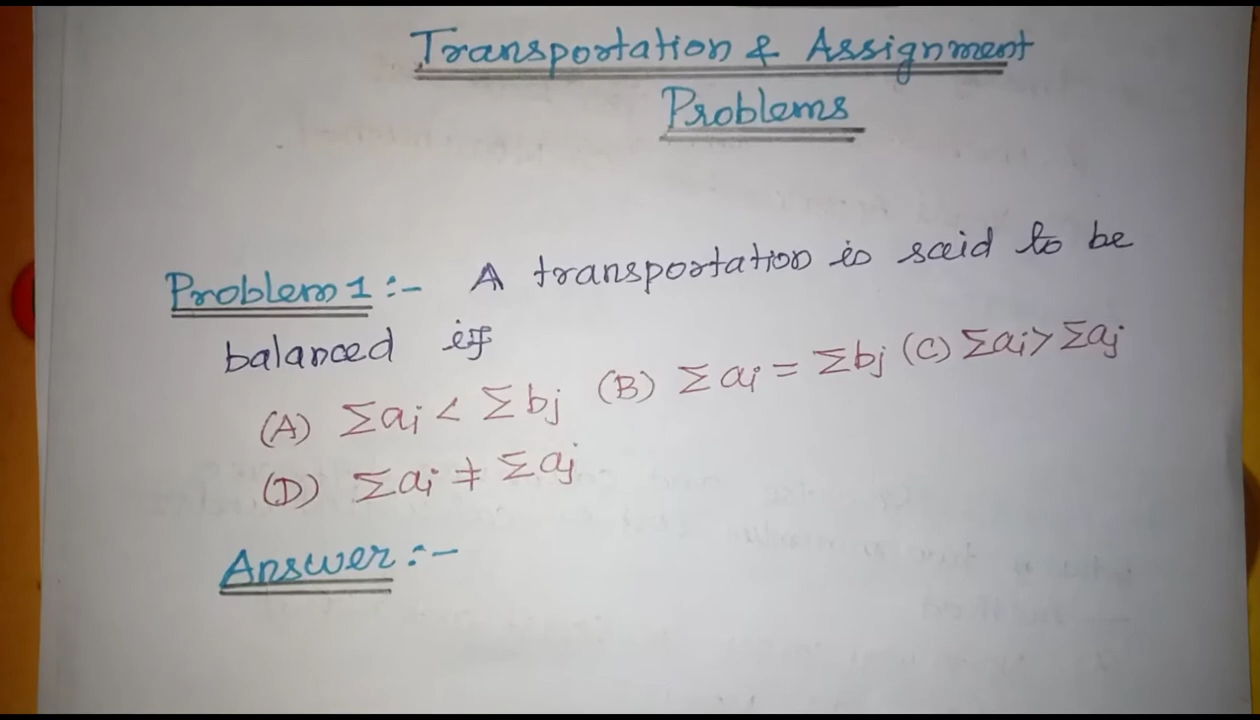 Transportation & Assignment
Problems
Problem 1:- A transportation is said to be
balanced if
(A) Σai < Σbj (B) Σai = Σbj (C) Σai > Σaj
(D) Σai ≠ Σaj
Answer:-